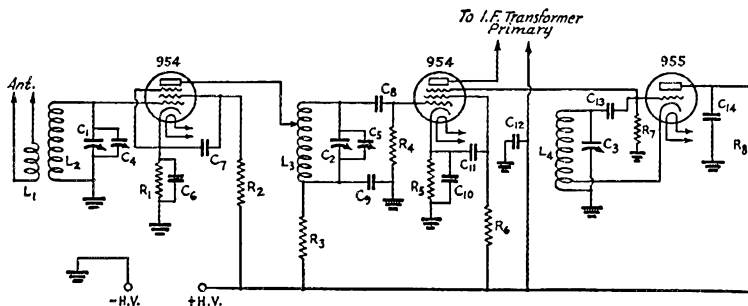 To I.F. Transformer
Primary
954
954
955
Ant.
C8
C13
C14
C1
C4
C7
L2
L1
R1
C6
R2
L3
C2
C5
R4
C9
R3
R5
C11
C10
C12
R6
L4
C3
R7
R8
-H.V.
+H.V.